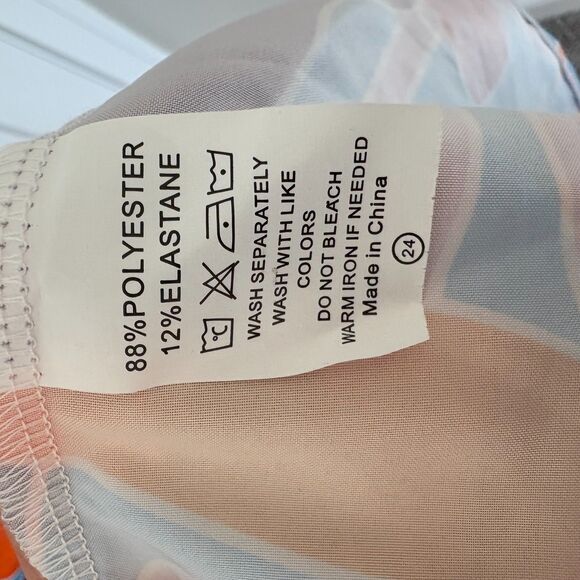 88%POLYESTER
12%ELASTANE
°C
WASH SEPARATELY
WASH WITH LIKE
COLORS
DO NOT BLEACH
WARM IRON IF NEEDED
Made in China
24